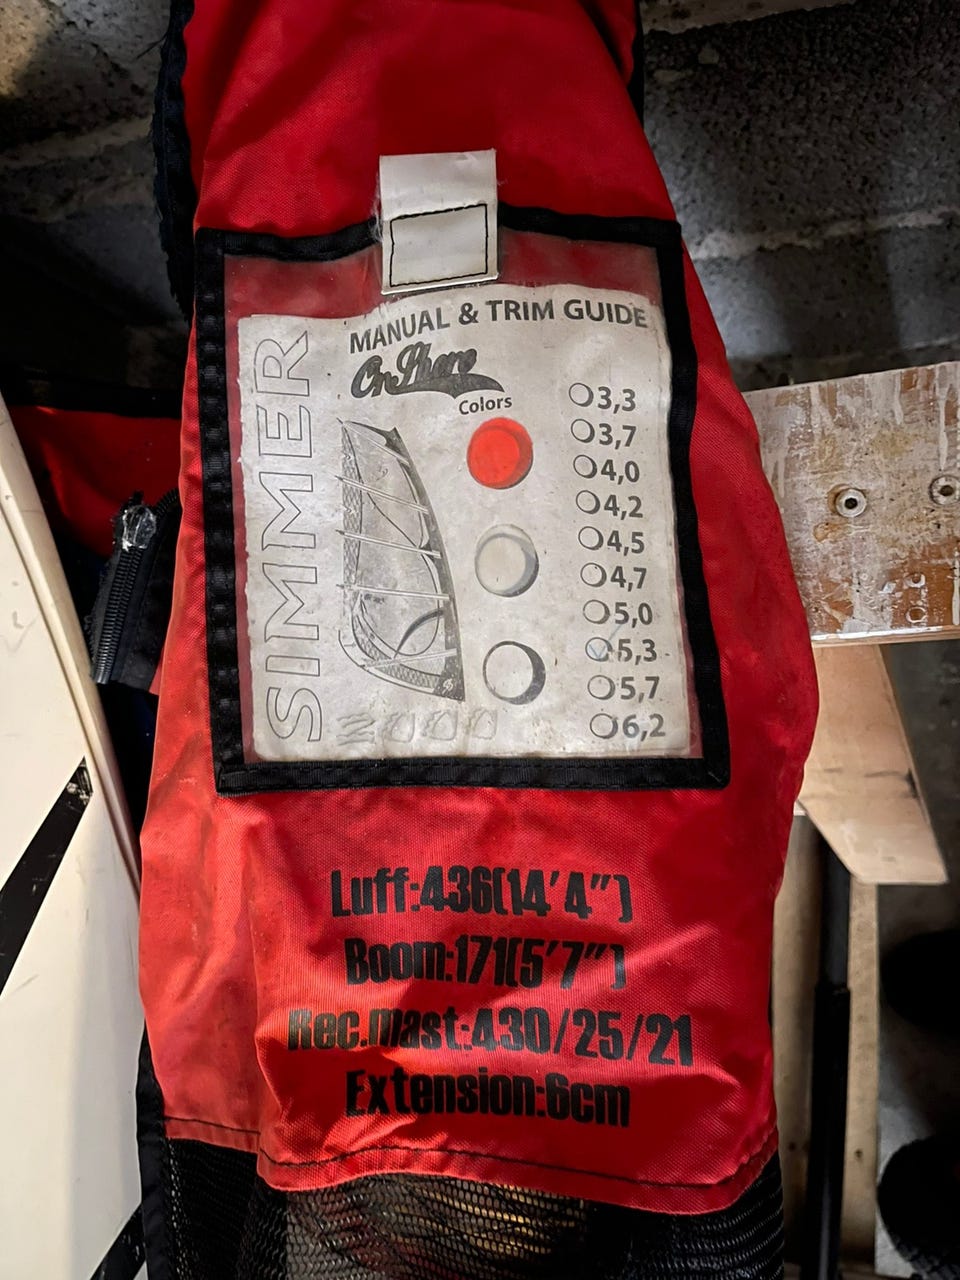 MANUAL & TRIM GUIDE
OnShore
SIMMER
Colors
3,3
3,7
4,0
4,2
4,5
4,7
5,0
5,3
5,7
6,2
Luff:436(14'4")
Boom:171(5'7")
Rec.mast:430/25/21
Extension:6cm